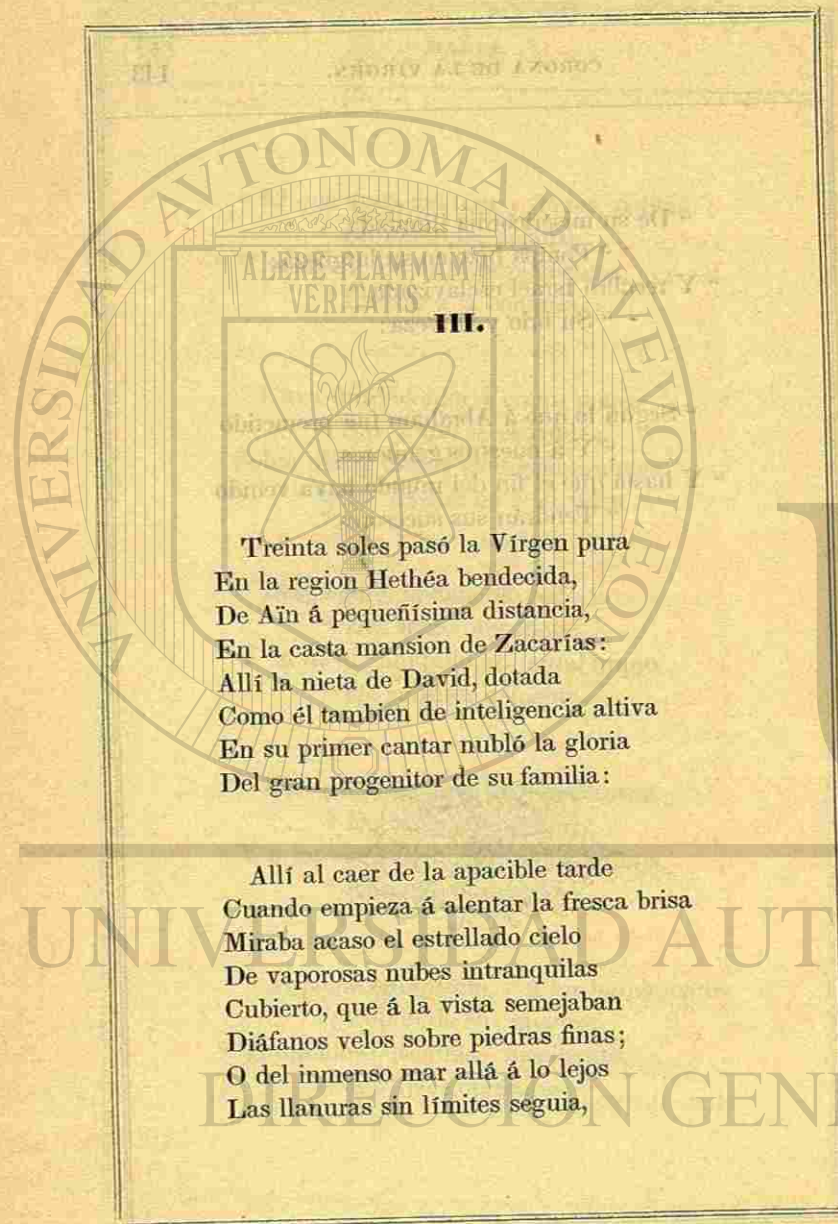 III.
Treinta soles pasó la Vírgen pura
En la region Hethéa bendecida,
De Aïn á pequeñísima distancia,
En la casta mansion de Zacarías:
Allí la nieta de David, dotada
Como él tambien de inteligencia altiva
En su primer cantar nubló la gloria
Del gran progenitor de su familia:
Allí al caer de la apacible tarde
Cuando empieza á alentar la fresca brisa
Miraba acaso el estrellado cielo
De vaporosas nubes intranquilas
Cubierto, que á la vista semejaban
Diáfanos velos sobre piedras finas;
O del inmenso mar allá á lo lejos
Las llanuras sin límites seguia,
UNIVERSIDAD AUTONOMA DE NUEVO LEON
ALERE FLAMMAM
VERITATIS
UNIVERSIDAD AUT
DIRECCIÓN GEN